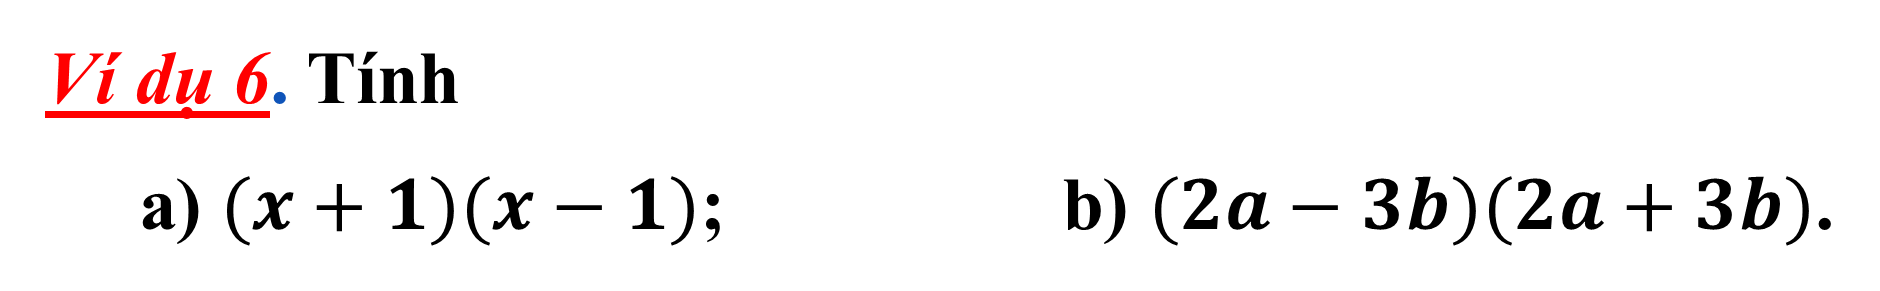 Ví dụ 6. Tính
a) (x + 1)(x − 1); b) (2a − 3b)(2a + 3b).